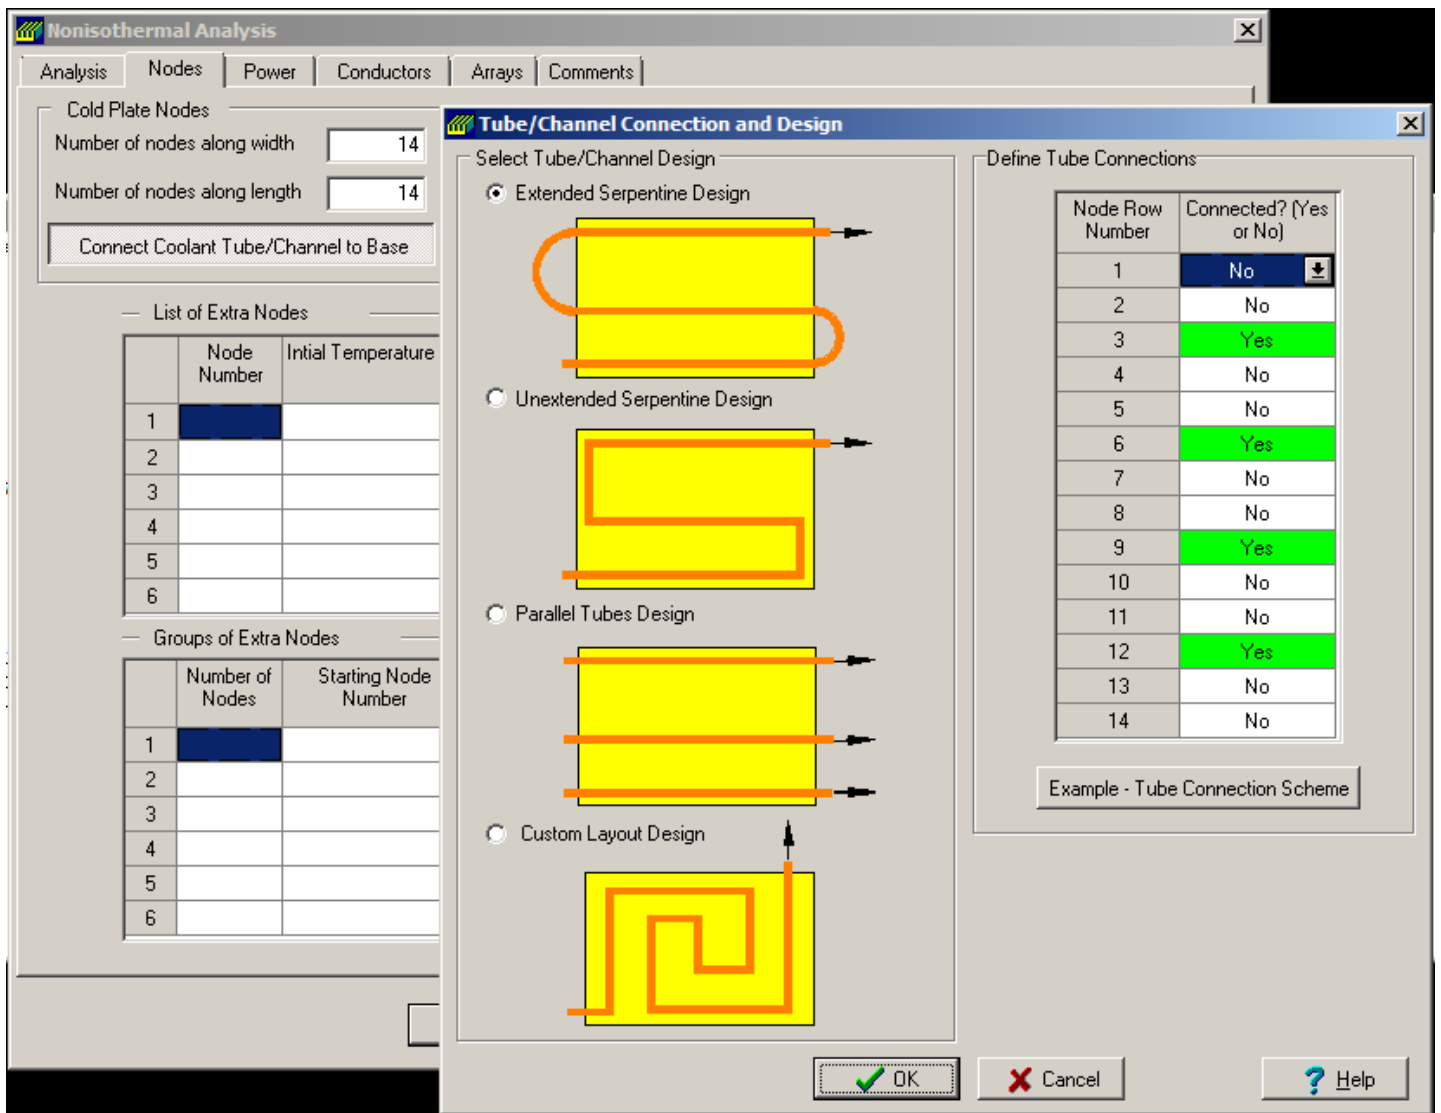 Nonisothermal Analysis
Analysis
Nodes
Power
Conductors
Arrays
Comments
Cold Plate Nodes
Number of nodes along width
14
Number of nodes along length
14
Connect Coolant Tube/Channel to Base
List of Extra Nodes
Node
Number
Intial Temperature
1
2
3
4
5
6
Groups of Extra Nodes
Number of
Nodes
Starting Node
Number
1
2
3
4
5
6
Tube/Channel Connection and Design
Select Tube/Channel Design
Extended Serpentine Design
Unextended Serpentine Design
Parallel Tubes Design
Custom Layout Design
Define Tube Connections
Node Row
Number
Connected? (Yes
or No)
1 No
2 No
3 Yes
4 No
5 No
6 Yes
7 No
8 No
9 Yes
10 No
11 No
12 Yes
13 No
14 No
Example - Tube Connection Scheme
OK
Cancel
Help